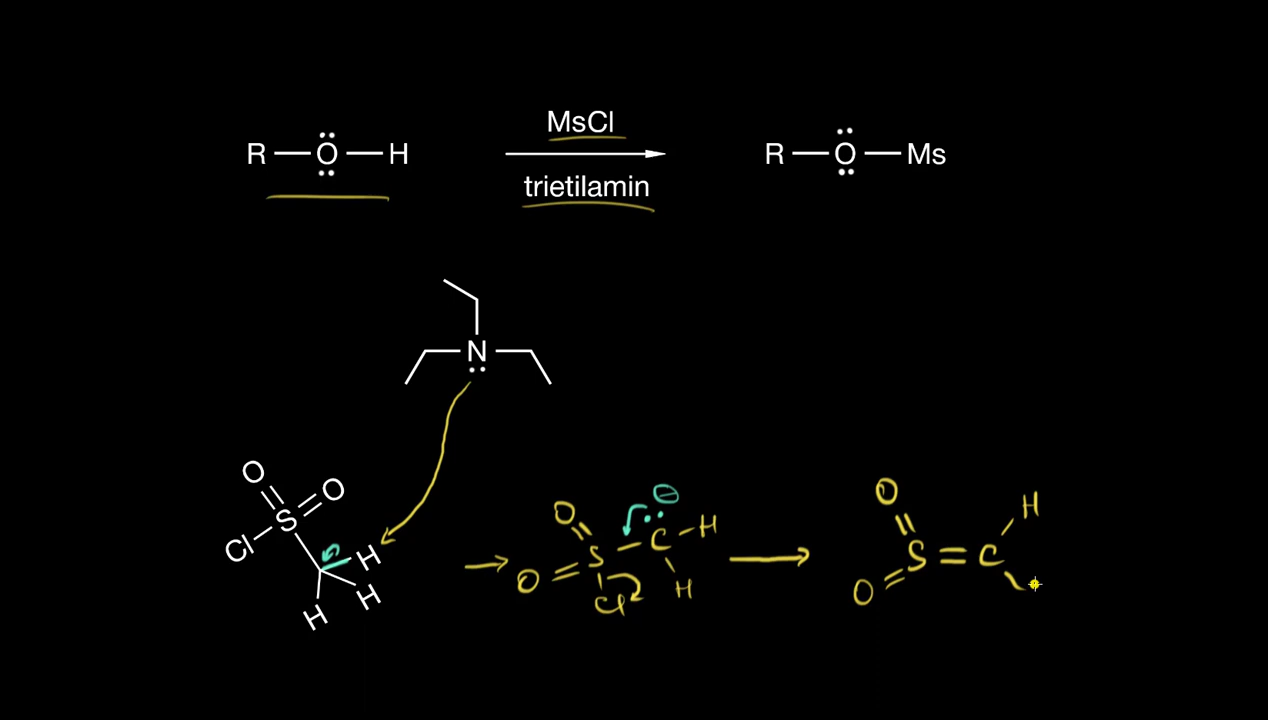 MsCl
R — O — H
R — O — Ms
trietilamin
N
O
O
S
Cl
H
H
H
O
S
C
H
O
Cl
H
⊖
O
H
S = C
O